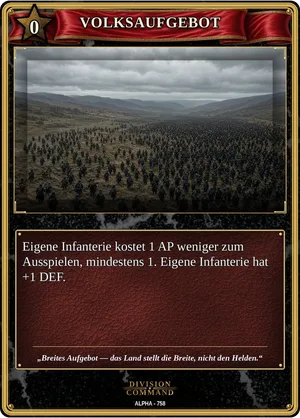 0
VOLKSAUFGEBOT
Eigene Infanterie kostet 1 AP weniger zum
Ausspielen, mindestens 1. Eigene Infanterie hat
+1 DEF.
„Breites Aufgebot — das Land stellt die Breite, nicht den Helden.“
DIVISION
COMMAND
ALPHA - 758